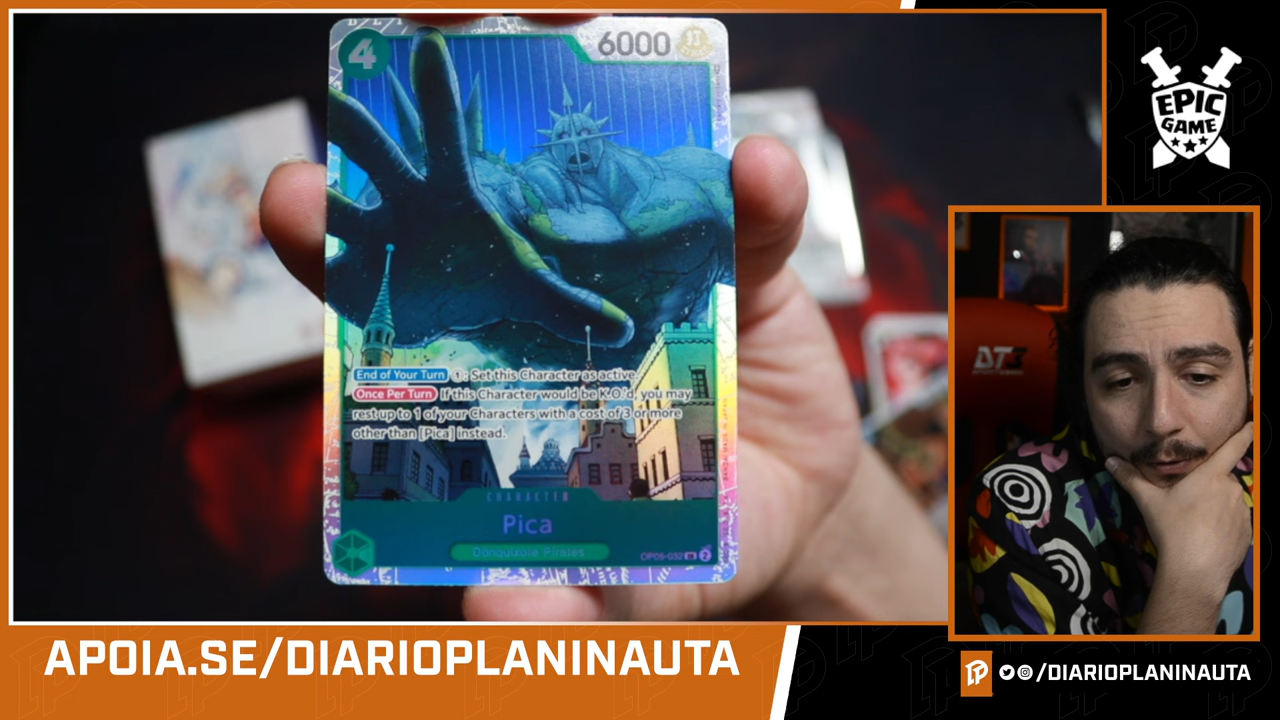 4
6000
End of Your Turn ①: Set this Character as active.
Once Per Turn If this Character would be K.O.'d, you may
rest up to 1 of your Characters with a cost of 3 or more
other than [Pica] instead.
CHARACTER
Pica
Donquixote Pirates
OP05-032
2
EPIC
GAME
APOIA.SE/DIARIOPLANINAUTA
/DIARIOPLANINAUTA